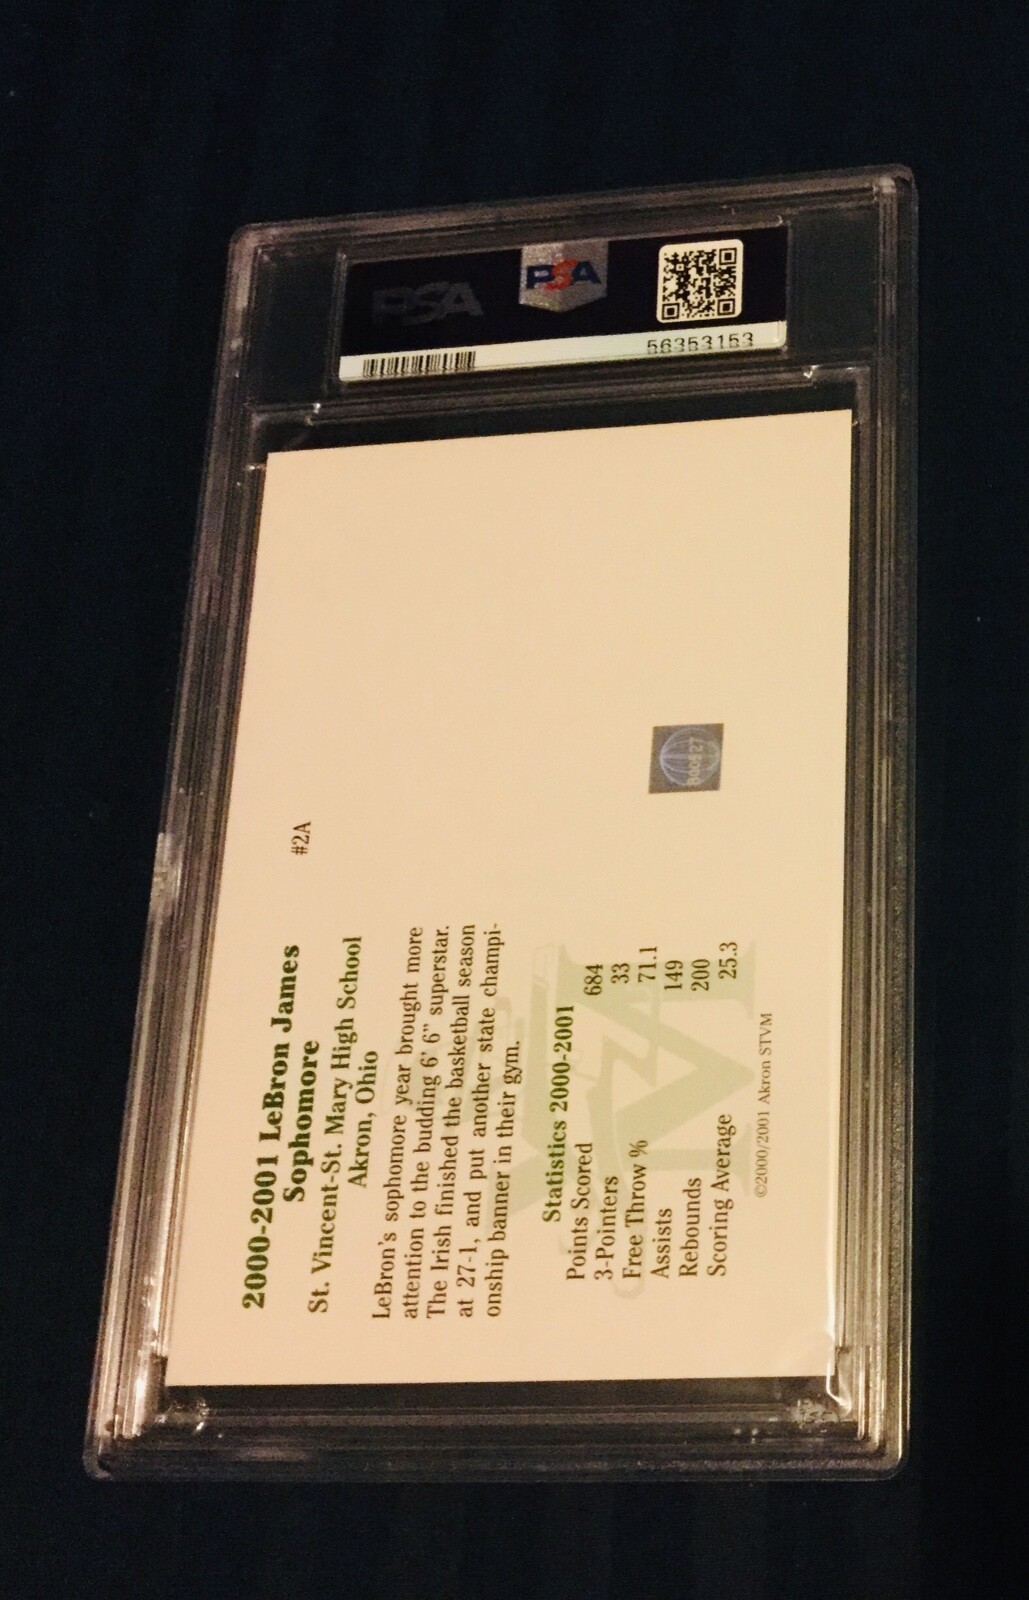 PSA
PSA
56353153
2000-2001 LeBron James
Sophomore
#2A
St. Vincent-St. Mary High School
Akron, Ohio
LeBron's sophomore year brought more
attention to the budding 6' 6" superstar.
The Irish finished the basketball season
at 27-1, and put another state champi-
onship banner in their gym.
Statistics 2000-2001
Points Scored 684
3-Pointers 33
Free Throw % 71.1
Assists 149
Rebounds 200
Scoring Average 25.3
©2000/2001 Akron STVM